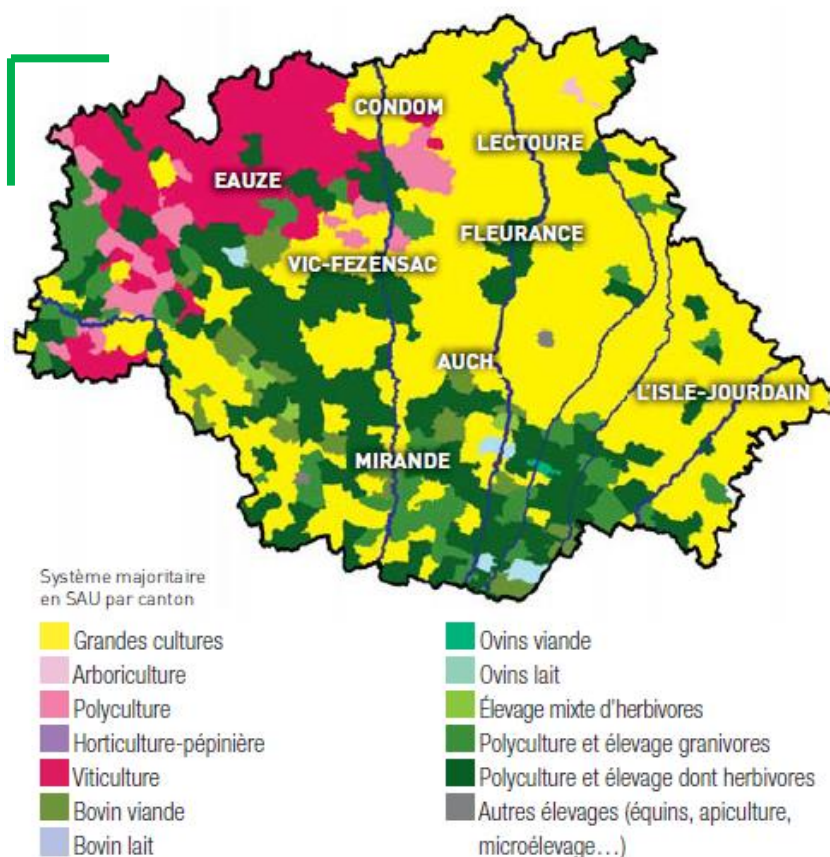 CONDOM
LECTOURE
EAUZE
FLEURANCE
VIC-FEZENSAC
AUCH
L'ISLE-JOURDAIN
MIRANDE
Système majoritaire
en SAU par canton
Grandes cultures
Arboriculture
Polyculture
Horticulture-pépinière
Viticulture
Bovin viande
Bovin lait
Ovins viande
Ovins lait
Élevage mixte d'herbivores
Polyculture et élevage granivores
Polyculture et élevage dont herbivores
Autres élevages (équins, apiculture,
microélevage…)